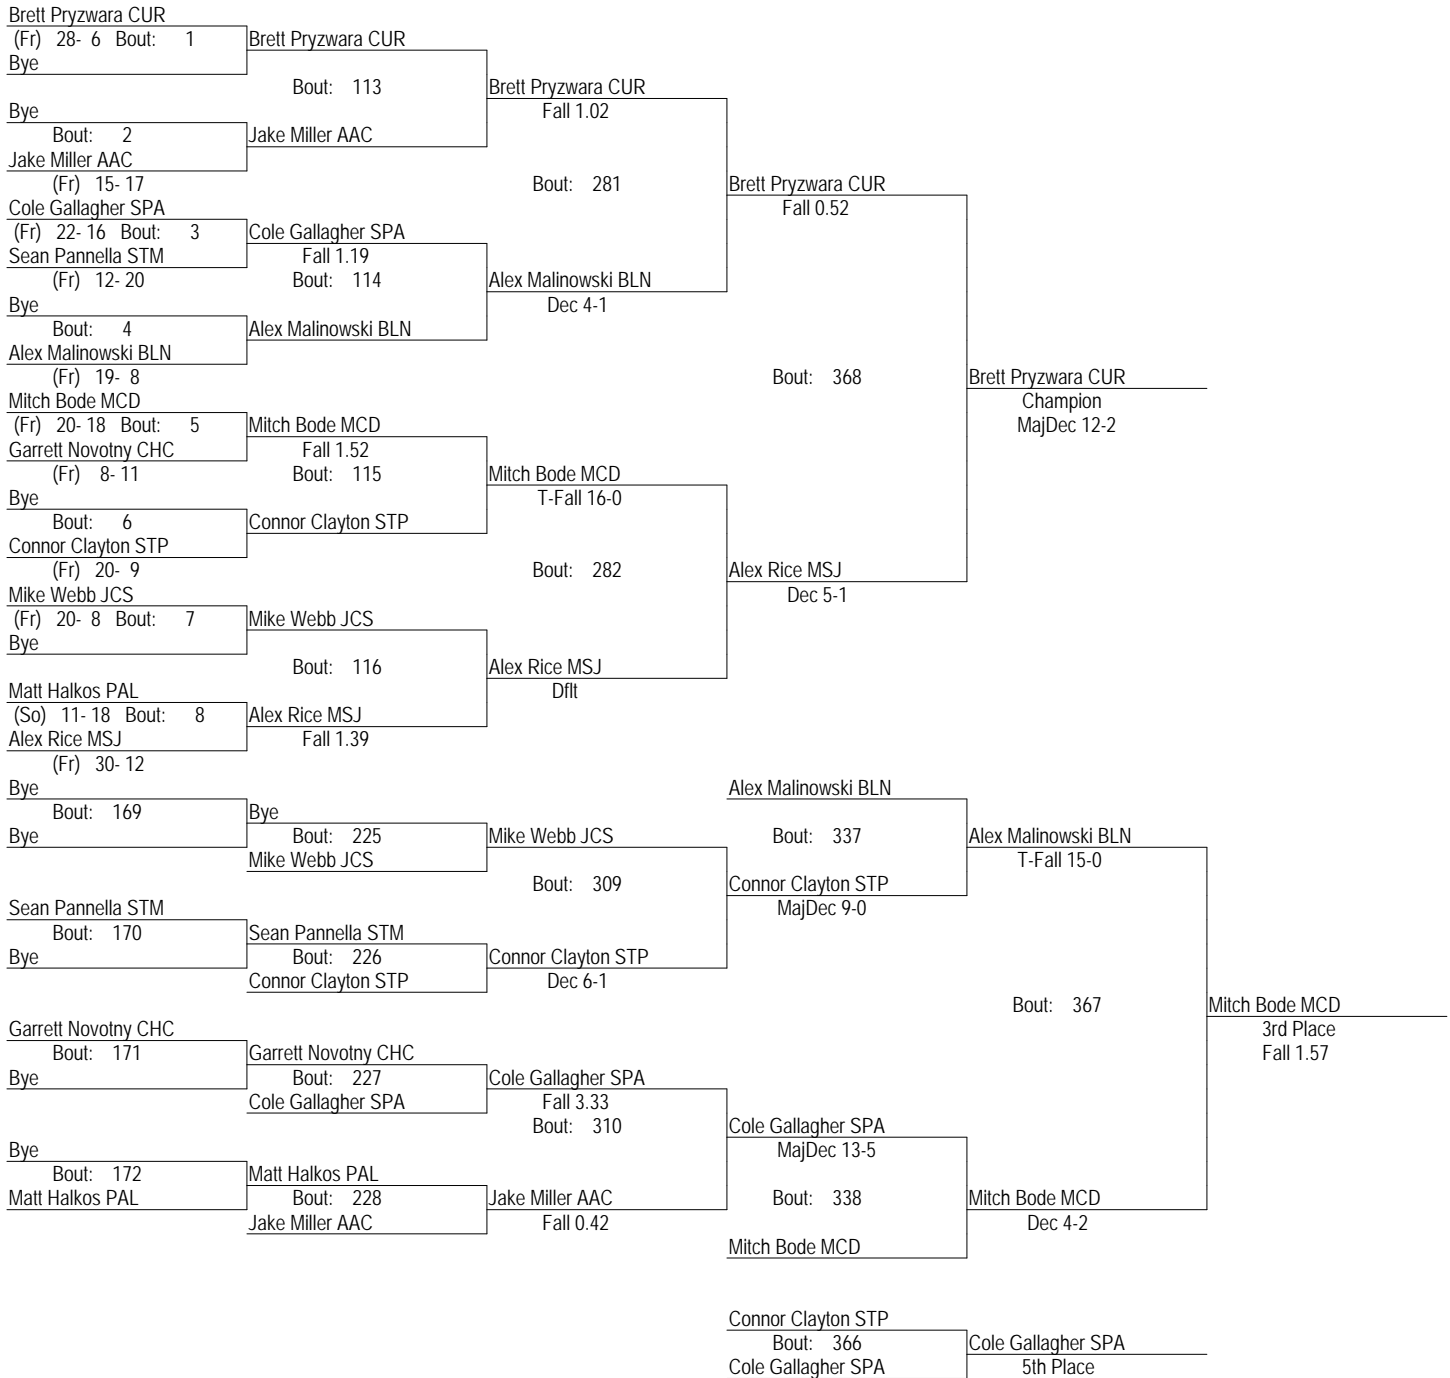 Brett Pryzwara CUR
(Fr) 28- 6 Bout: 1 Brett Pryzwara CUR
Bye
Bout: 113 Brett Pryzwara CUR
Bye Fall 1.02
Bout: 2 Jake Miller AAC
Jake Miller AAC
(Fr) 15- 17 Bout: 281 Brett Pryzwara CUR
Cole Gallagher SPA Fall 0.52
(Fr) 22- 16 Bout: 3 Cole Gallagher SPA
Sean Pannella STM Fall 1.19
(Fr) 12- 20 Bout: 114 Alex Malinowski BLN
Bye Dec 4-1
Bout: 4 Alex Malinowski BLN
Alex Malinowski BLN
(Fr) 19- 8 Bout: 368 Brett Pryzwara CUR
Mitch Bode MCD Champion
(Fr) 20- 18 Bout: 5 Mitch Bode MCD MajDec 12-2
Garrett Novotny CHC Fall 1.52
(Fr) 8- 11 Bout: 115 Mitch Bode MCD
Bye T-Fall 16-0
Bout: 6 Connor Clayton STP
Connor Clayton STP
(Fr) 20- 9 Bout: 282 Alex Rice MSJ
Mike Webb JCS Dec 5-1
(Fr) 20- 8 Bout: 7 Mike Webb JCS
Bye
Bout: 116 Alex Rice MSJ
Matt Halkos PAL Dflt
(So) 11- 18 Bout: 8 Alex Rice MSJ
Alex Rice MSJ Fall 1.39
(Fr) 30- 12
Bye Alex Malinowski BLN
Bout: 169 Bye
Bye Bout: 225 Mike Webb JCS Bout: 337 Alex Malinowski BLN
Mike Webb JCS T-Fall 15-0
Bout: 309 Connor Clayton STP
Sean Pannella STM MajDec 9-0
Bout: 170 Sean Pannella STM
Bye Bout: 226 Connor Clayton STP
Connor Clayton STP Dec 6-1
Bout: 367 Mitch Bode MCD
Garrett Novotny CHC 3rd Place
Bout: 171 Garrett Novotny CHC Fall 1.57
Bye Bout: 227 Cole Gallagher SPA
Cole Gallagher SPA Fall 3.33
Bout: 310 Cole Gallagher SPA
Bye MajDec 13-5
Bout: 172 Matt Halkos PAL
Matt Halkos PAL Bout: 228 Jake Miller AAC Bout: 338 Mitch Bode MCD
Jake Miller AAC Fall 0.42 Dec 4-2
Mitch Bode MCD
Connor Clayton STP
Bout: 366 Cole Gallagher SPA
Cole Gallagher SPA 5th Place